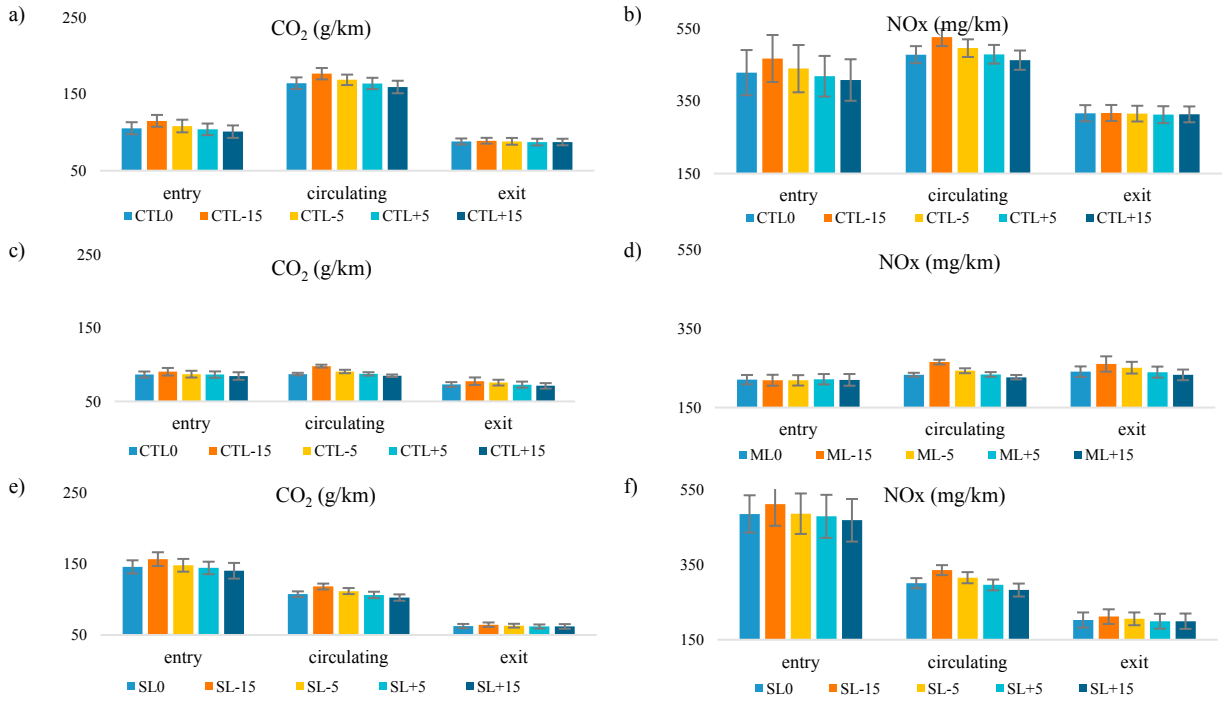 a)
CO₂ (g/km)
250
150
50
entry circulating exit
CTL0 CTL-15 CTL-5 CTL+5 CTL+15
b)
NOx (mg/km)
550
350
150
entry circulating exit
CTL0 CTL-15 CTL-5 CTL+5 CTL+15
c)
CO₂ (g/km)
250
150
50
entry circulating exit
CTL0 CTL-15 CTL-5 CTL+5 CTL+15
d)
NOx (mg/km)
550
350
150
entry circulating exit
ML0 ML-15 ML-5 ML+5 ML+15
e)
CO₂ (g/km)
250
150
50
entry circulating exit
SL0 SL-15 SL-5 SL+5 SL+15
f)
NOx (mg/km)
550
350
150
entry circulating exit
SL0 SL-15 SL-5 SL+5 SL+15